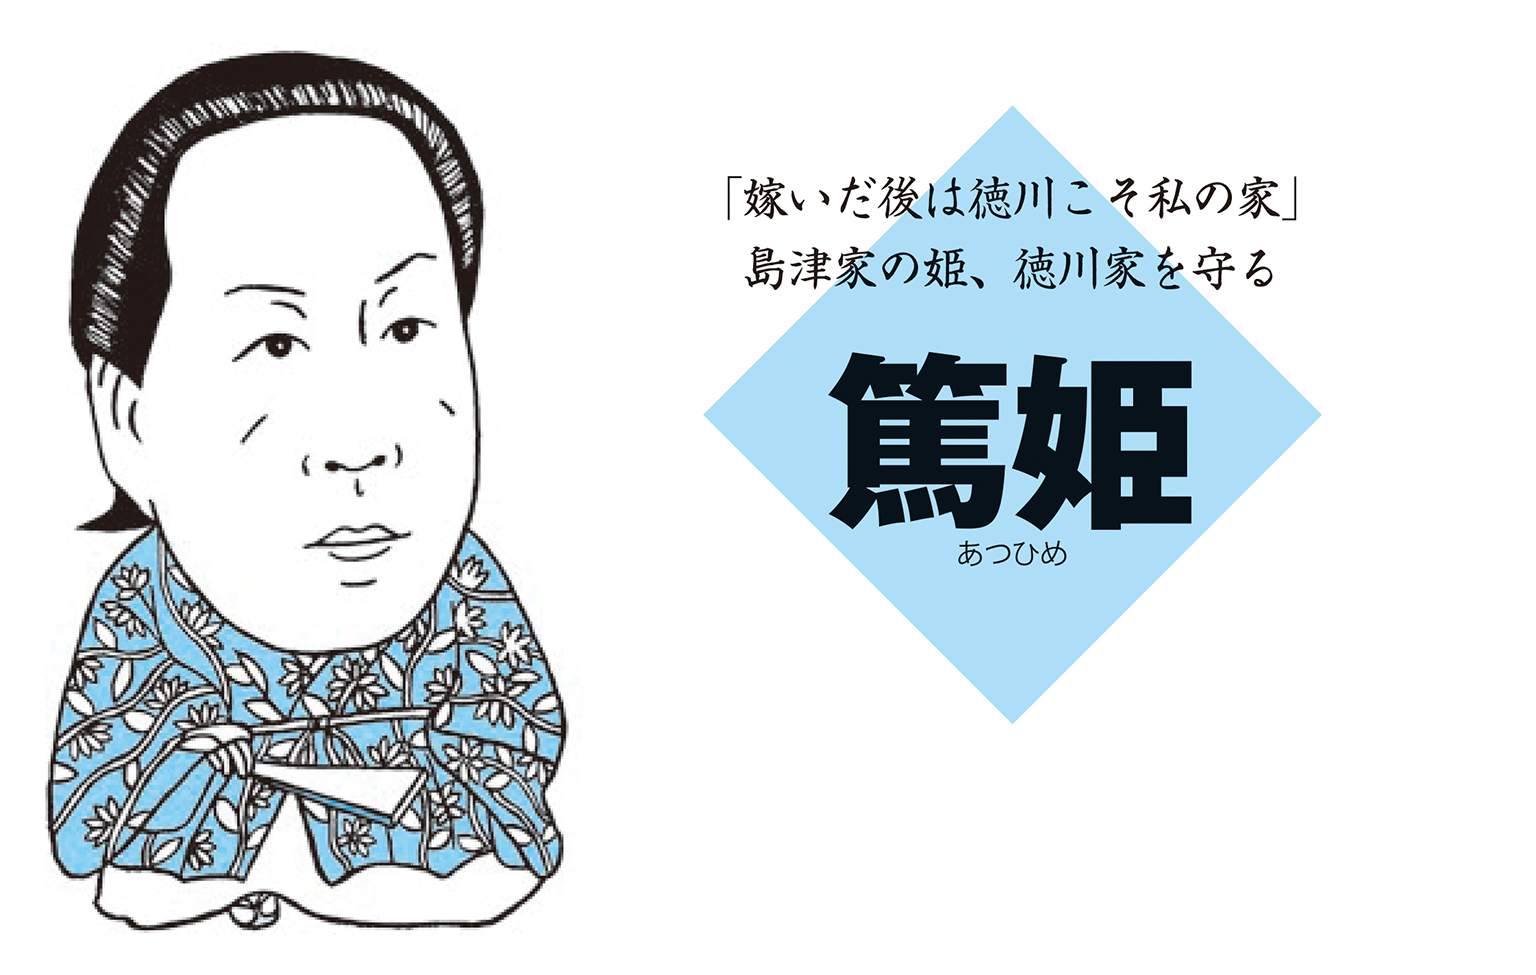 「嫁いだ後は徳川こそ私の家」
島津家の姫、徳川家を守る
篤姫
あつひめ